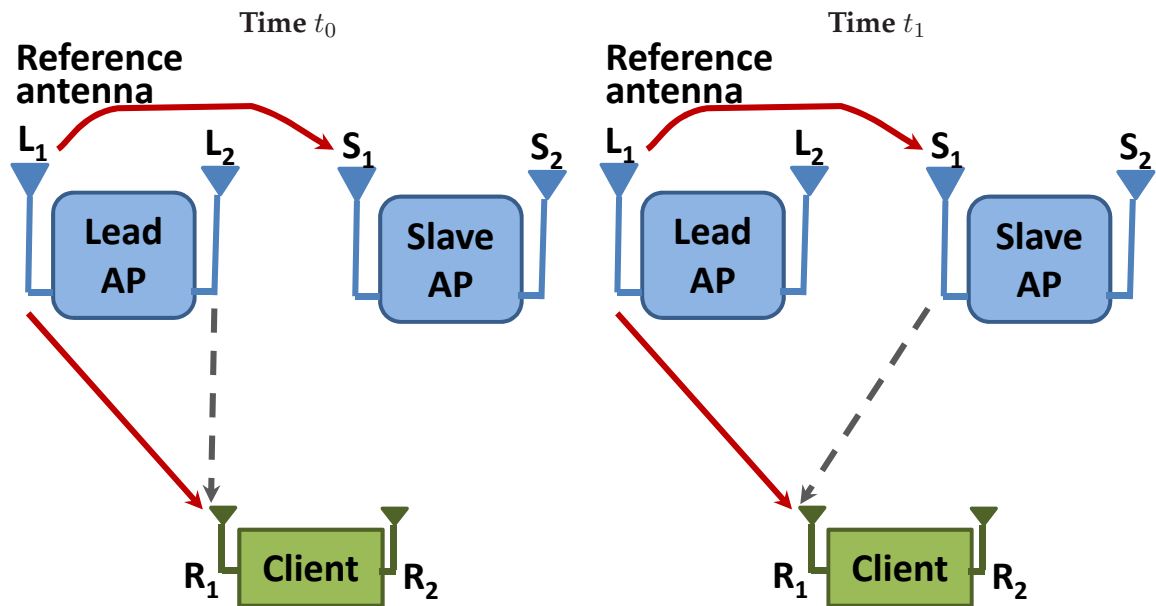 Time t₀
Reference
antenna
L₁
L₂
S₁
S₂
Lead
AP
Slave
AP
R₁
Client
R₂
Time t₁
Reference
antenna
L₁
L₂
S₁
S₂
Lead
AP
Slave
AP
R₁
Client
R₂